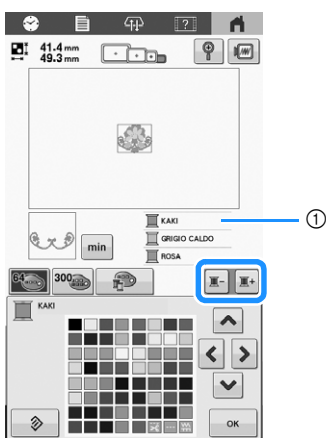 41.4 mm
49.3 mm
KAKI
①
GRIGIO CALDO
min
ROSA
64
300
- +
KAKI
OK